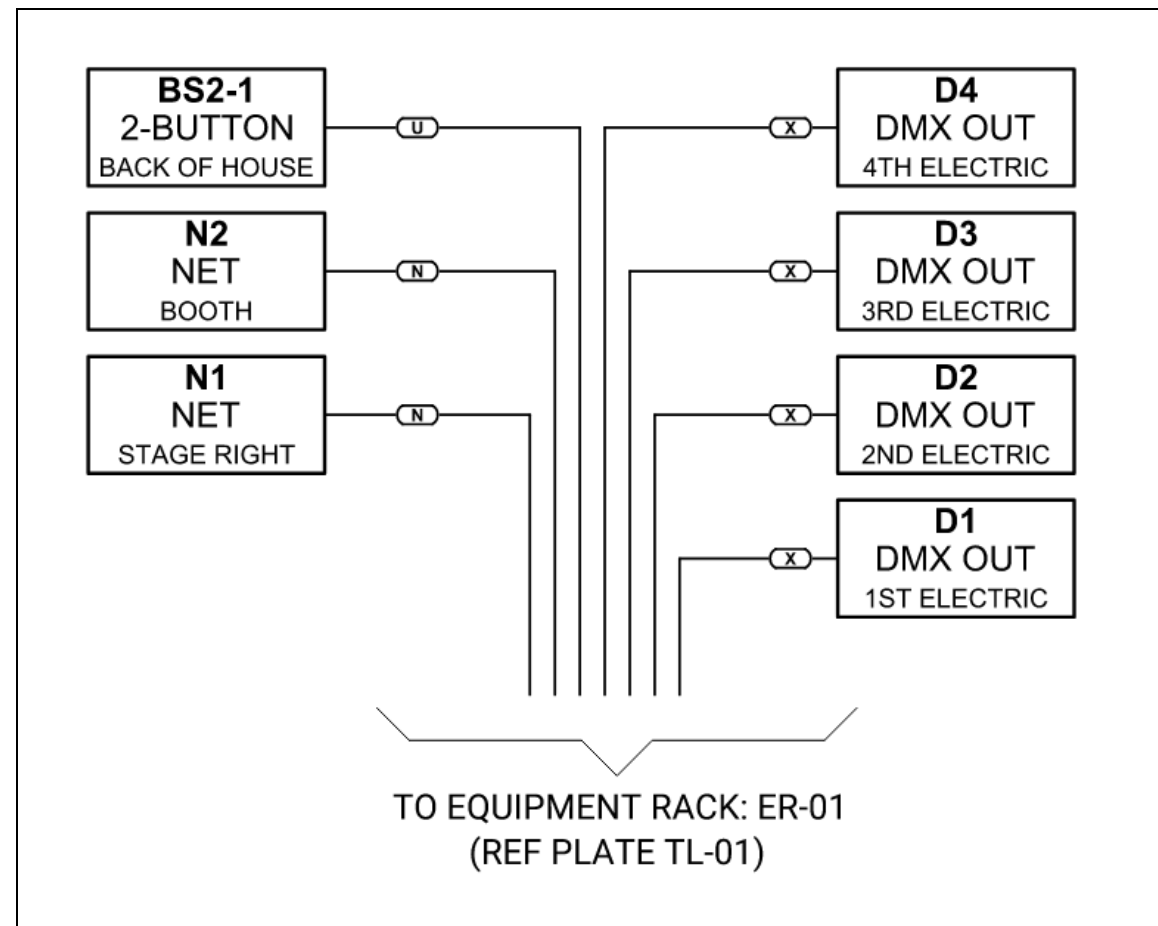 BS2-1
2-BUTTON
BACK OF HOUSE
U
N2
NET
BOOTH
N
N1
NET
STAGE RIGHT
N
X
D4
DMX OUT
4TH ELECTRIC
X
D3
DMX OUT
3RD ELECTRIC
X
D2
DMX OUT
2ND ELECTRIC
X
D1
DMX OUT
1ST ELECTRIC
TO EQUIPMENT RACK: ER-01
(REF PLATE TL-01)